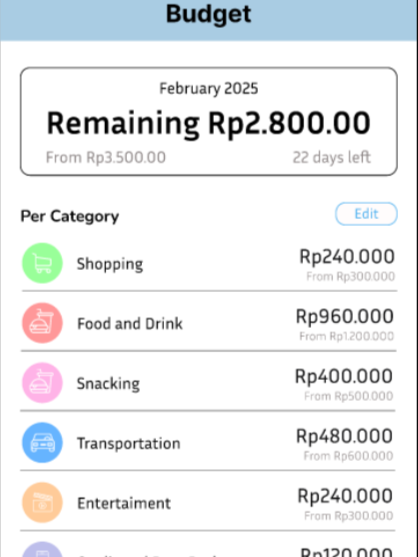 Budget
February 2025
Remaining Rp2.800.00
From Rp3.500.00 22 days left
Per Category Edit
Shopping Rp240.000
From Rp300.000
Food and Drink Rp960.000
From Rp1.200.000
Snacking Rp400.000
From Rp500.000
Transportation Rp480.000
From Rp600.000
Entertaiment Rp240.000
From Rp300.000
Rp120.000